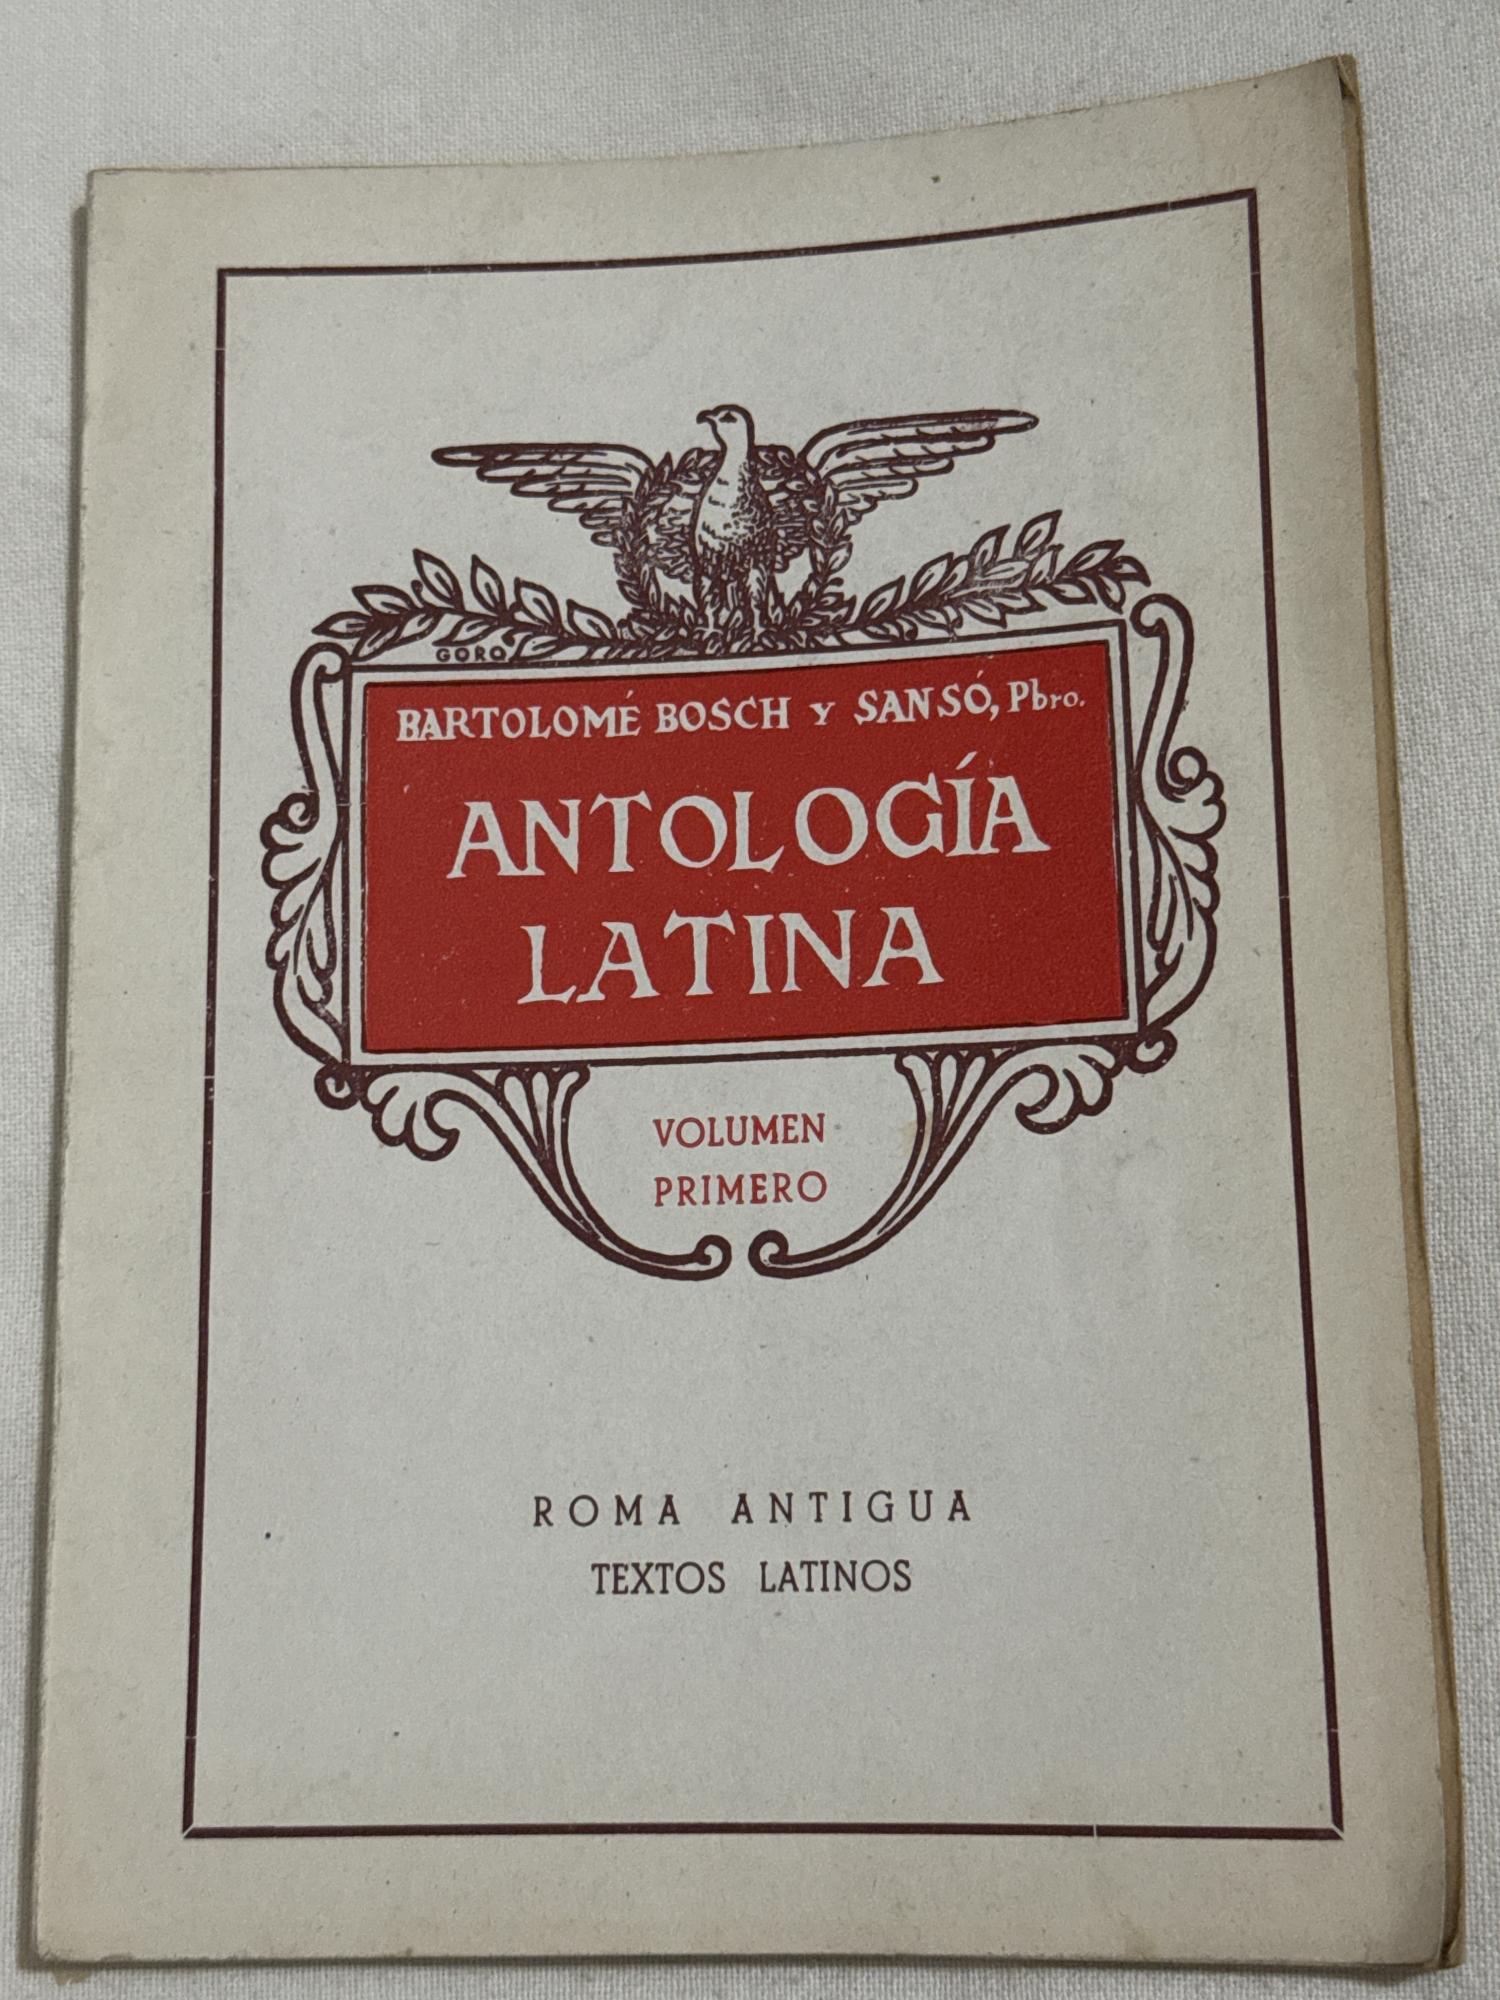 GORO
BARTOLOMÉ BOSCH Y SANSÓ, Pbro.
ANTOLOGÍA
LATINA
VOLUMEN
PRIMERO
ROMA ANTIGUA
TEXTOS LATINOS